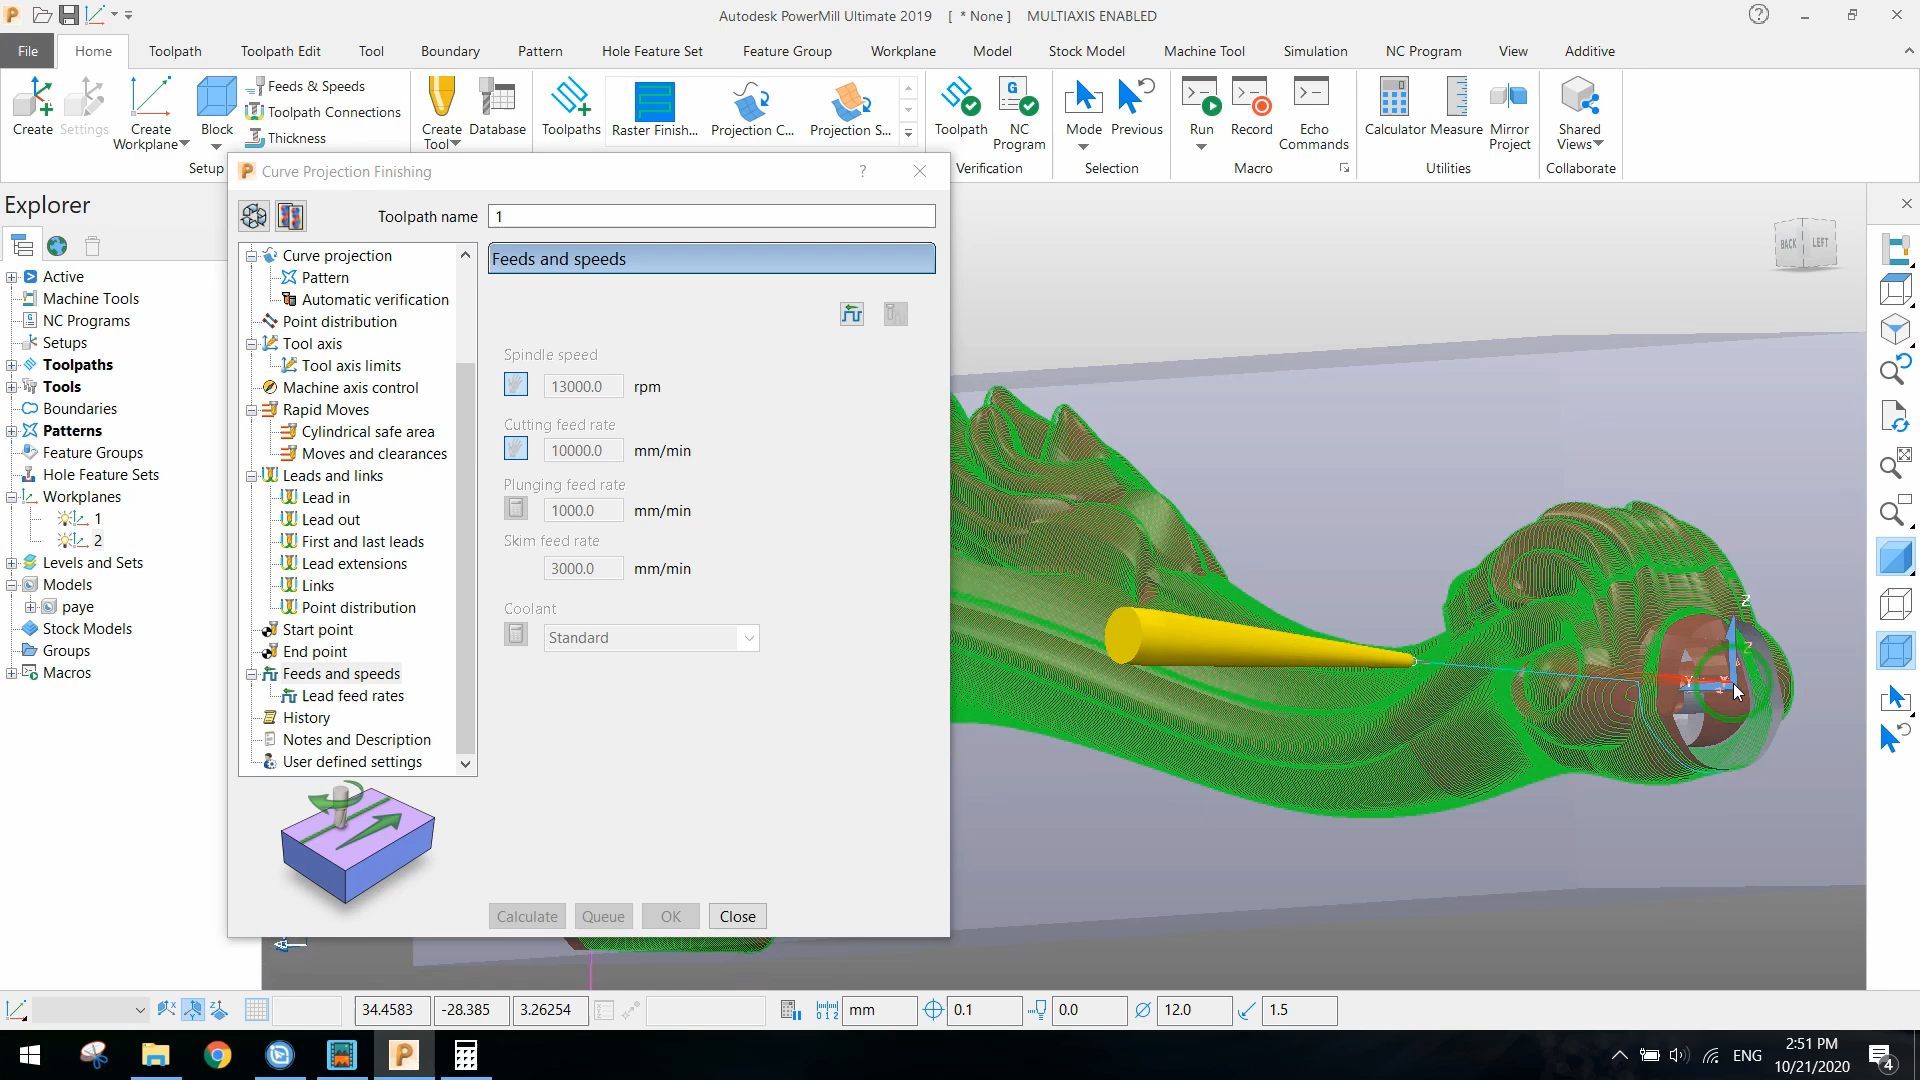 Autodesk PowerMill Ultimate 2019    [ * None ]    MULTIAXIS ENABLED
File
Home
Toolpath
Toolpath Edit
Tool
Boundary
Pattern
Hole Feature Set
Feature Group
Workplane
Model
Stock Model
Machine Tool
Simulation
NC Program
View
Additive
Create
Settings
Create Workplane
Block
Feeds & Speeds
Toolpath Connections
Thickness
Setup
Create Tool
Database
Toolpaths
Raster Finish...
Projection C...
Projection S...
Toolpath
NC Program
Verification
Mode
Previous
Selection
Run
Record
Echo Commands
Macro
Calculator
Measure
Mirror Project
Utilities
Shared Views
Collaborate
Explorer
Active
Machine Tools
NC Programs
Setups
Toolpaths
Tools
Boundaries
Patterns
Feature Groups
Hole Feature Sets
Workplanes
1
2
Levels and Sets
Models
paye
Stock Models
Groups
Macros
Curve Projection Finishing
?
Toolpath name
1
Curve projection
Pattern
Automatic verification
Point distribution
Tool axis
Tool axis limits
Machine axis control
Rapid Moves
Cylindrical safe area
Moves and clearances
Leads and links
Lead in
Lead out
First and last leads
Lead extensions
Links
Point distribution
Start point
End point
Feeds and speeds
Lead feed rates
History
Notes and Description
User defined settings
Feeds and speeds
Spindle speed
13000.0 rpm
Cutting feed rate
10000.0 mm/min
Plunging feed rate
1000.0 mm/min
Skim feed rate
3000.0 mm/min
Coolant
Standard
Calculate
Queue
OK
Close
BACK
LEFT
Z
Z
34.4583
-28.385
3.26254
mm
0.1
0.0
12.0
1.5
ENG
2:51 PM
10/21/2020
4